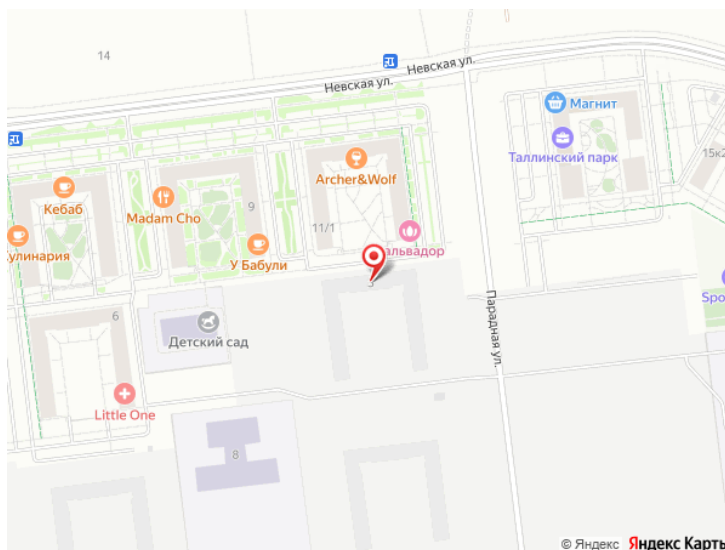 14
Невская ул.
Невская ул.
Магнит
Таллинский парк
15к2
Archer&Wolf
Кебаб
Madam Cho
9
11/1
улинария
У Бабули
альвадор
Spo
6
Детский сад
Парадная ул.
Little One
8
© Яндекс Яндекс Карты